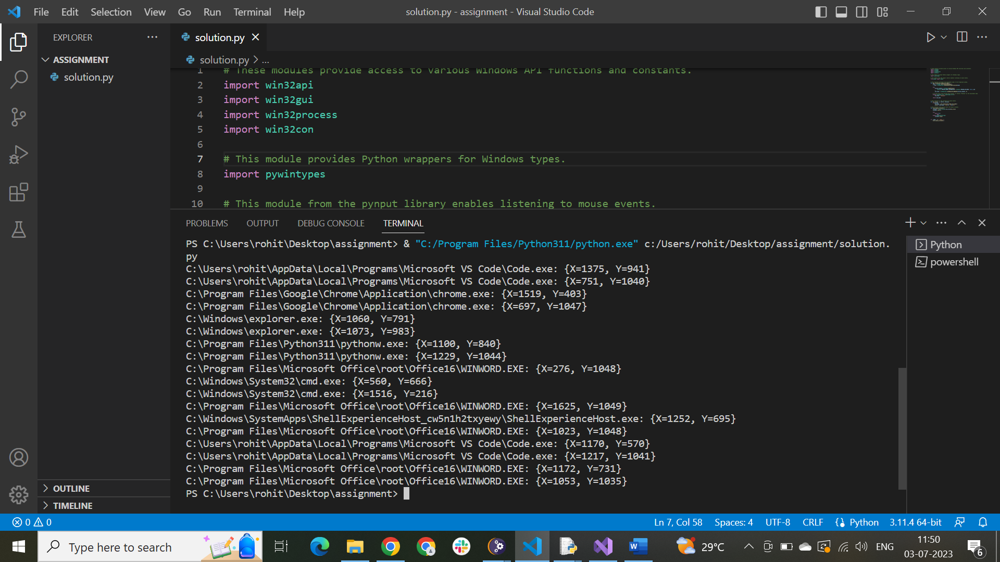 File Edit Selection View Go Run Terminal Help
solution.py - assignment - Visual Studio Code
EXPLORER
ASSIGNMENT
solution.py
OUTLINE
TIMELINE
solution.py
solution.py > ...
1 # These modules provide access to various Windows API functions and constants.
2 import win32api
3 import win32gui
4 import win32process
5 import win32con
6
7 # This module provides Python wrappers for Windows types.
8 import pywintypes
9
10 # This module from the pynput library enables listening to mouse events.
PROBLEMS OUTPUT DEBUG CONSOLE TERMINAL
PS C:\Users\rohit\Desktop\assignment> & "C:/Program Files/Python311/python.exe" c:/Users/rohit/Desktop/assignment/solution.
py
C:\Users\rohit\AppData\Local\Programs\Microsoft VS Code\Code.exe: {X=1375, Y=941}
C:\Users\rohit\AppData\Local\Programs\Microsoft VS Code\Code.exe: {X=751, Y=1040}
C:\Program Files\Google\Chrome\Application\chrome.exe: {X=1519, Y=403}
C:\Program Files\Google\Chrome\Application\chrome.exe: {X=697, Y=1047}
C:\Windows\explorer.exe: {X=1060, Y=791}
C:\Windows\explorer.exe: {X=1073, Y=983}
C:\Program Files\Python311\pythonw.exe: {X=1100, Y=840}
C:\Program Files\Python311\pythonw.exe: {X=1229, Y=1044}
C:\Program Files\Microsoft Office\root\Office16\WINWORD.EXE: {X=276, Y=1048}
C:\Windows\System32\cmd.exe: {X=560, Y=666}
C:\Windows\System32\cmd.exe: {X=1516, Y=216}
C:\Program Files\Microsoft Office\root\Office16\WINWORD.EXE: {X=1625, Y=1049}
C:\Windows\SystemApps\ShellExperienceHost_cw5n1h2txyewy\ShellExperienceHost.exe: {X=1252, Y=695}
C:\Program Files\Microsoft Office\root\Office16\WINWORD.EXE: {X=1023, Y=1048}
C:\Users\rohit\AppData\Local\Programs\Microsoft VS Code\Code.exe: {X=1170, Y=570}
C:\Users\rohit\AppData\Local\Programs\Microsoft VS Code\Code.exe: {X=1217, Y=1041}
C:\Program Files\Microsoft Office\root\Office16\WINWORD.EXE: {X=1172, Y=731}
C:\Program Files\Microsoft Office\root\Office16\WINWORD.EXE: {X=1053, Y=1035}
PS C:\Users\rohit\Desktop\assignment>
Python
powershell
0 0
Ln 7, Col 58 Spaces: 4 UTF-8 CRLF Python 3.11.4 64-bit
Type here to search
29°C
ENG
11:50
03-07-2023
6